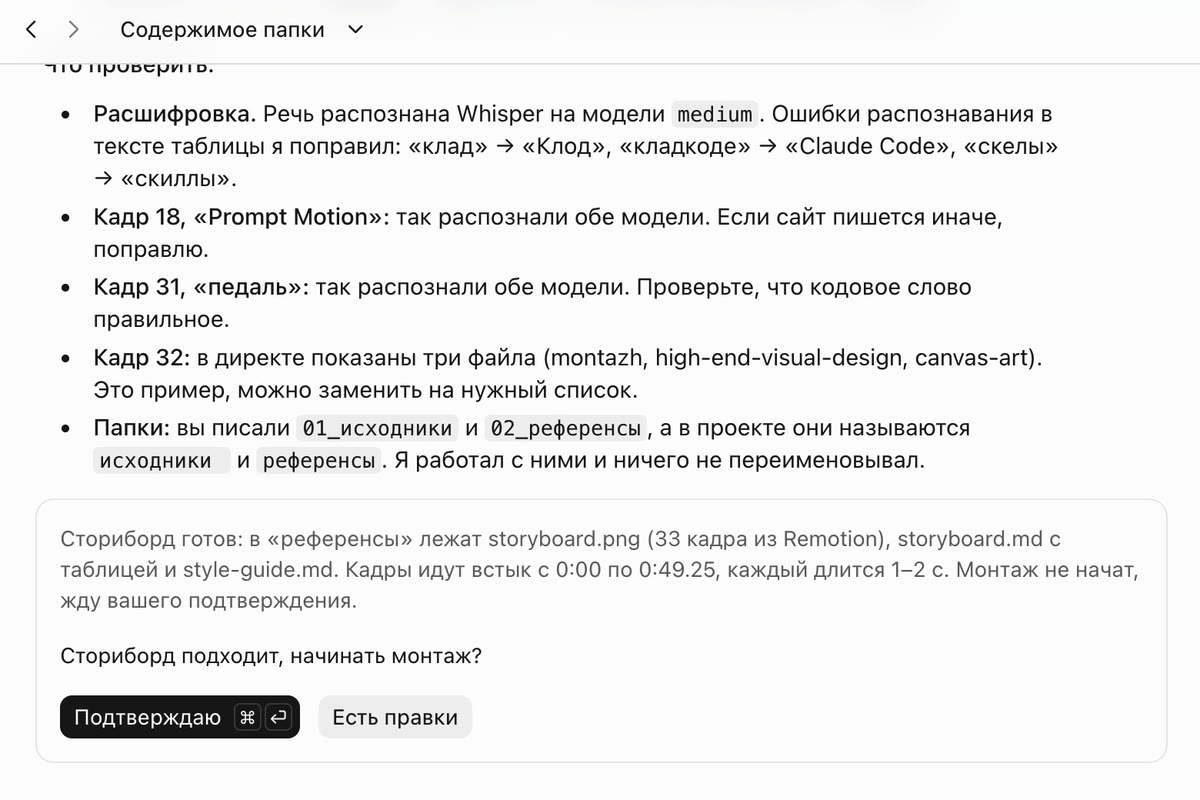 Содержимое папки
Что проверить:
• Расшифровка. Речь распознана Whisper на модели medium. Ошибки распознавания в
тексте таблицы я поправил: «клад» → «Клод», «кладкоде» → «Claude Code», «скелы»
→ «скиллы».
• Кадр 18, «Prompt Motion»: так распознали обе модели. Если сайт пишется иначе,
поправлю.
• Кадр 31, «педаль»: так распознали обе модели. Проверьте, что кодовое слово
правильное.
• Кадр 32: в директе показаны три файла (montazh, high-end-visual-design, canvas-art).
Это пример, можно заменить на нужный список.
• Папки: вы писали 01_исходники и 02_референсы, а в проекте они называются
исходники и референсы. Я работал с ними и ничего не переименовывал.
Сториборд готов: в «референсы» лежат storyboard.png (33 кадра из Remotion), storyboard.md с
таблицей и style-guide.md. Кадры идут встык с 0:00 по 0:49.25, каждый длится 1–2 с. Монтаж не начат,
жду вашего подтверждения.
Сториборд подходит, начинать монтаж?
Подтверждаю ⌘ ↩
Есть правки